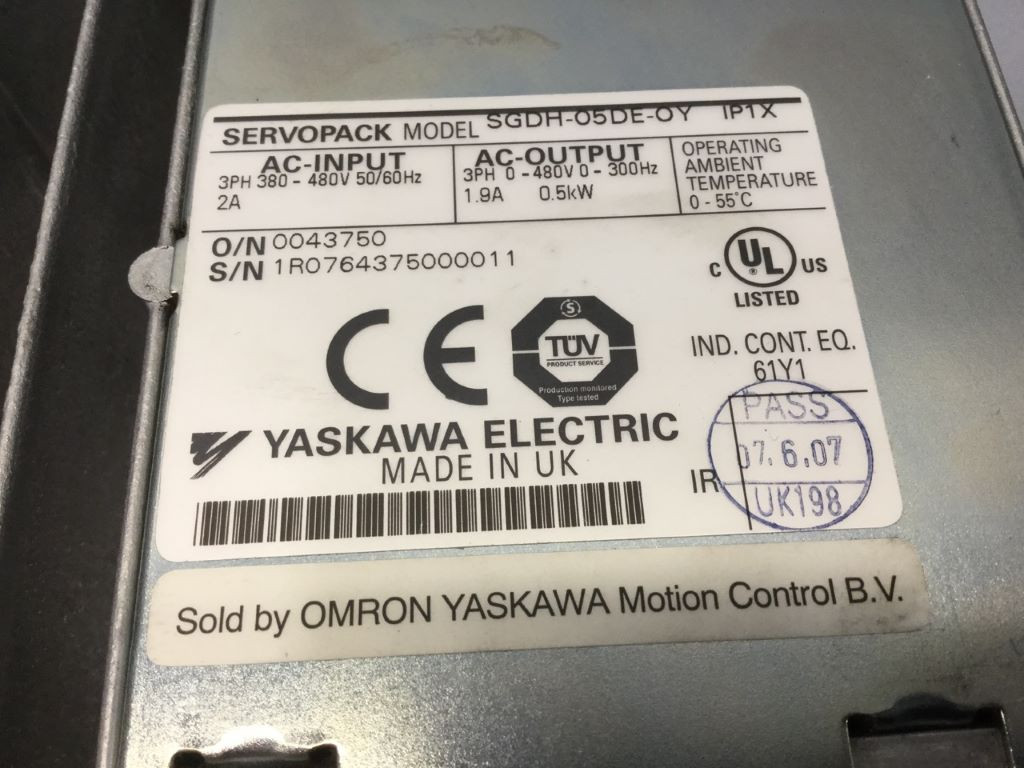 SERVOPACK MODEL SGDH-05DE-OY IP1X
AC-INPUT
3PH 380-480V 50/60Hz
2A
AC-OUTPUT
3PH 0-480V 0-300Hz
1.9A 0.5kW
OPERATING
AMBIENT
TEMPERATURE
0-55°C
O/N 0043750
S/N 1R0764375000011
C UL US
LISTED
IND. CONT. EQ.
61Y1
CE
S
TÜV
PRODUCT SERVICE
Production monitored
Type tested
YASKAWA ELECTRIC
MADE IN UK
IR
PASS
07.6.07
UK198
Sold by OMRON YASKAWA Motion Control B.V.